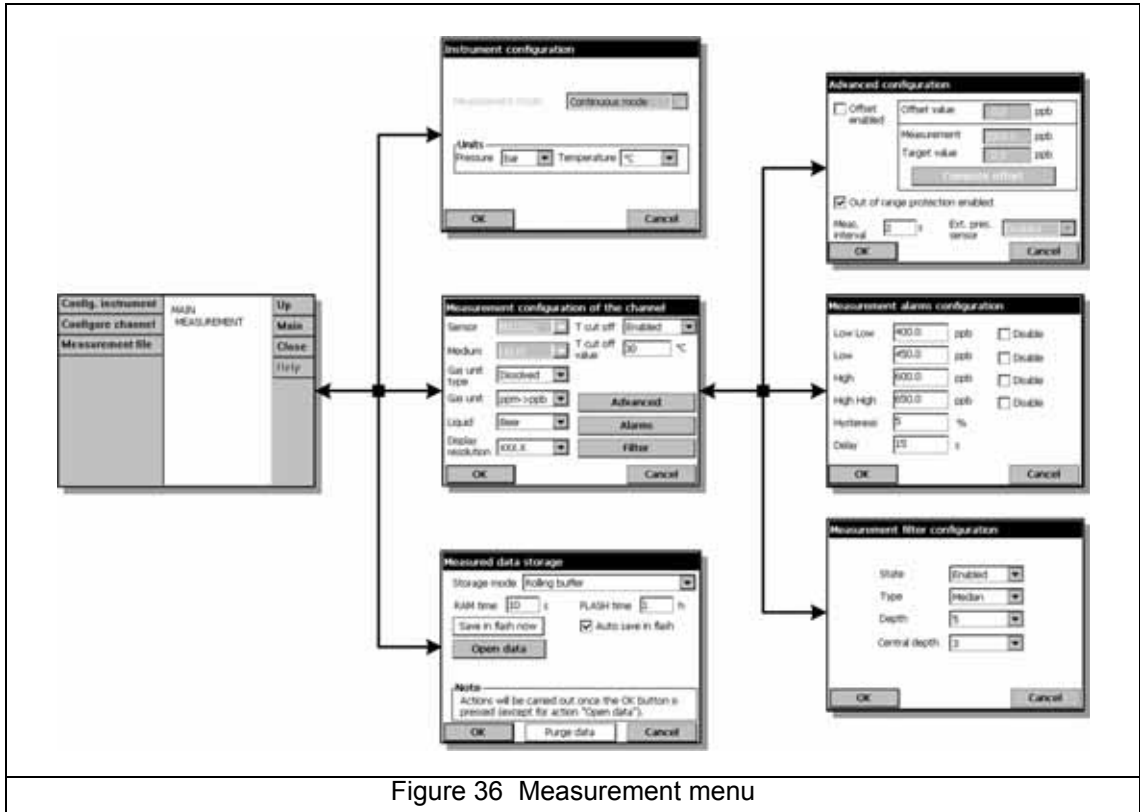 Instrument configuration
Measurement mode Continuous mode
Units
Pressure bar Temperature °C
OK Cancel
Config. instrument
Configure channel
Measurement file
MAIN
MEASUREMENT
Up
Main
Close
Help
Measurement configuration of the channel
Sensor T cut off Enabled
Medium T cut off value 30 °C
Gas unit type Dissolved
Gas unit ppm->ppb Advanced
Liquid Beer Alarms
Display resolution XXX.X Filter
OK Cancel
Measured data storage
Storage mode Rolling buffer
RAM time 10 s FLASH time 1 h
Save in flash now Auto save in flash
Open data
Note
Actions will be carried out once the OK button is
pressed (except for action "Open data").
OK Purge data Cancel
Advanced configuration
Offset enabled Offset value ppb
Measurement ppb
Target value ppb
Compute offset
Out of range protection enabled
Meas. interval s Ext. pres. sensor
OK Cancel
Measurement alarms configuration
Low Low 400.0 ppb Disable
Low 450.0 ppb Disable
High 600.0 ppb Disable
High High 650.0 ppb Disable
Hysteresis 5 %
Delay 15 s
OK Cancel
Measurement filter configuration
State Enabled
Type Median
Depth 5
Central depth 3
OK Cancel
Figure 36 Measurement menu